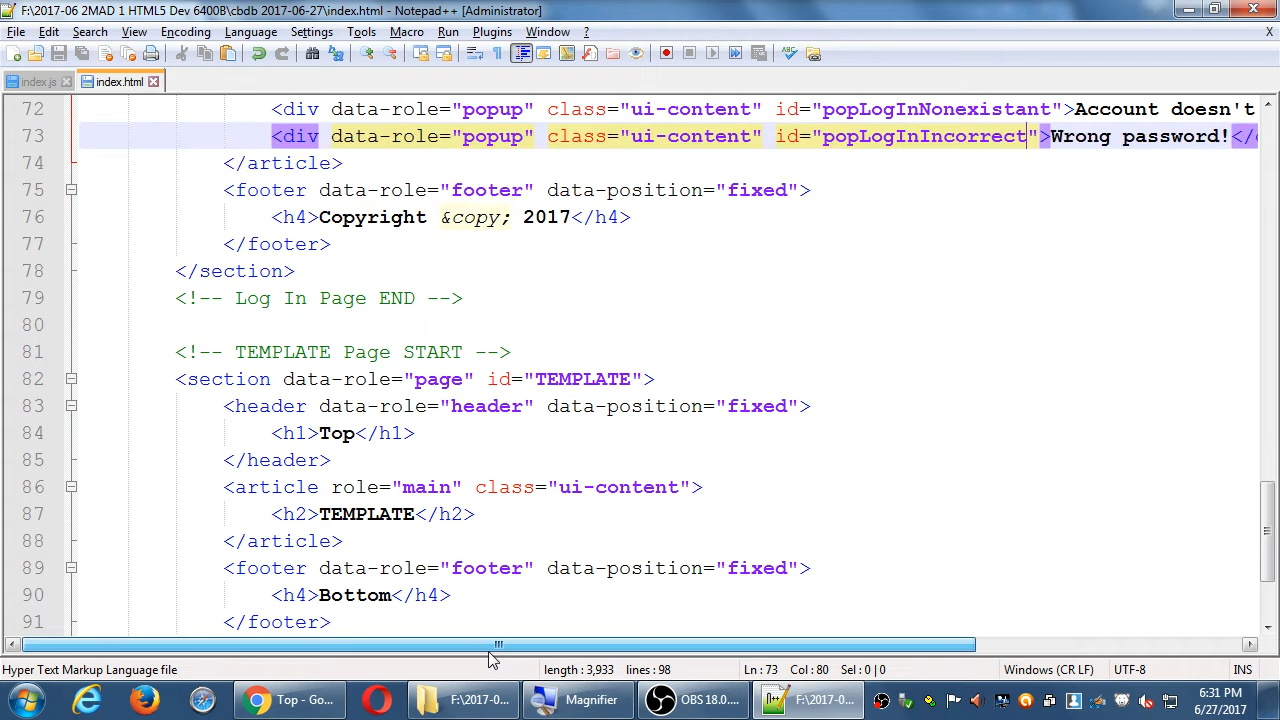 F:\2017-06 2MAD 1 HTML5 Dev 6400B\cbdb 2017-06-27\index.html - Notepad++ [Administrator]
File Edit Search View Encoding Language Settings Tools Macro Run Plugins Window ? X
index.js index.html
72 <div data-role="popup" class="ui-content" id="popLogInNonexistant">Account doesn't
73 <div data-role="popup" class="ui-content" id="popLogInIncorrect">Wrong password!</
74 </article>
75 <footer data-role="footer" data-position="fixed">
76 <h4>Copyright &copy; 2017</h4>
77 </footer>
78 </section>
79 <!-- Log In Page END -->
80
81 <!-- TEMPLATE Page START -->
82 <section data-role="page" id="TEMPLATE">
83 <header data-role="header" data-position="fixed">
84 <h1>Top</h1>
85 </header>
86 <article role="main" class="ui-content">
87 <h2>TEMPLATE</h2>
88 </article>
89 <footer data-role="footer" data-position="fixed">
90 <h4>Bottom</h4>
91 </footer>
Hyper Text Markup Language file length : 3,933 lines : 98 Ln : 73 Col : 80 Sel : 0 | 0 Windows (CR LF) UTF-8 INS
Top - Go... F:\2017-0... Magnifier OBS 18.0.... F:\2017-0... 6:31 PM
6/27/2017